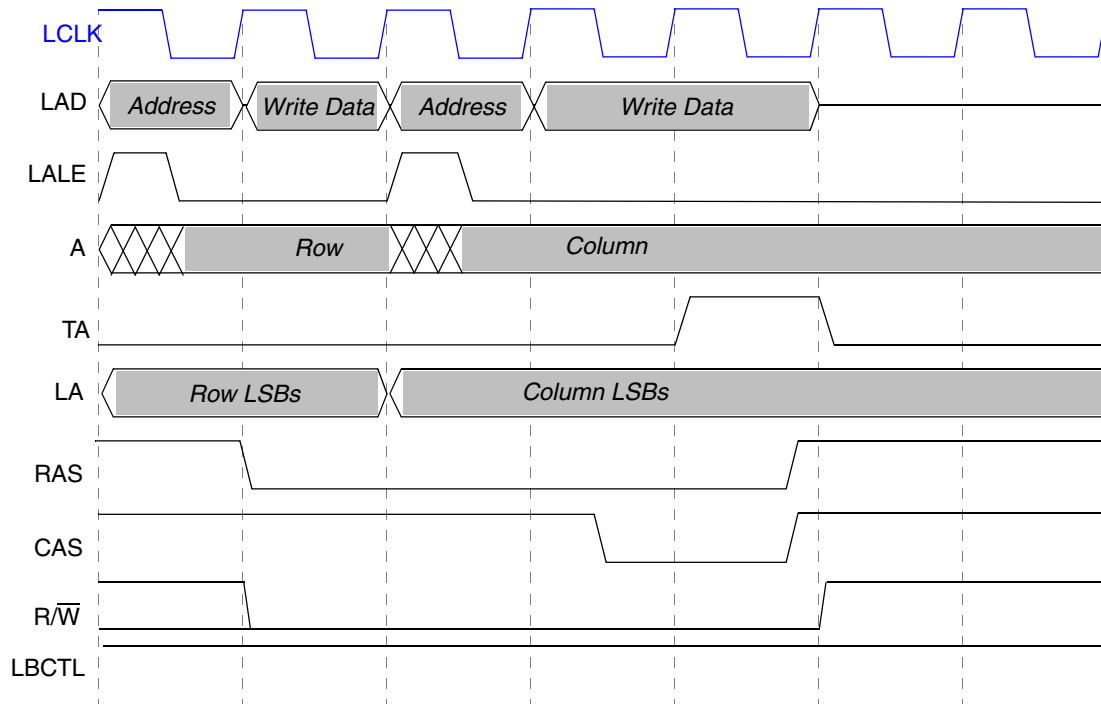 LCLK
LAD Address Write Data Address Write Data
LALE
A Row Column
TA
LA Row LSBs Column LSBs
RAS
CAS
R/W̅
LBCTL